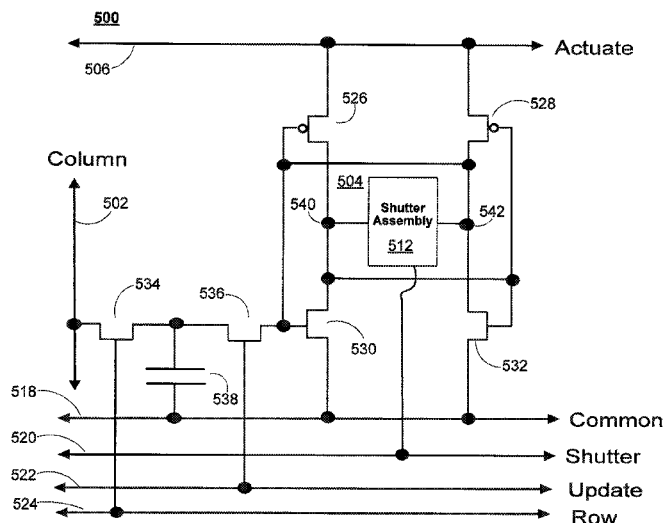 500
Actuate
506
526
528
Column
504
Shutter
Assembly
512
540
542
502
534
536
530
532
538
518
Common
520
Shutter
522
Update
524
Row